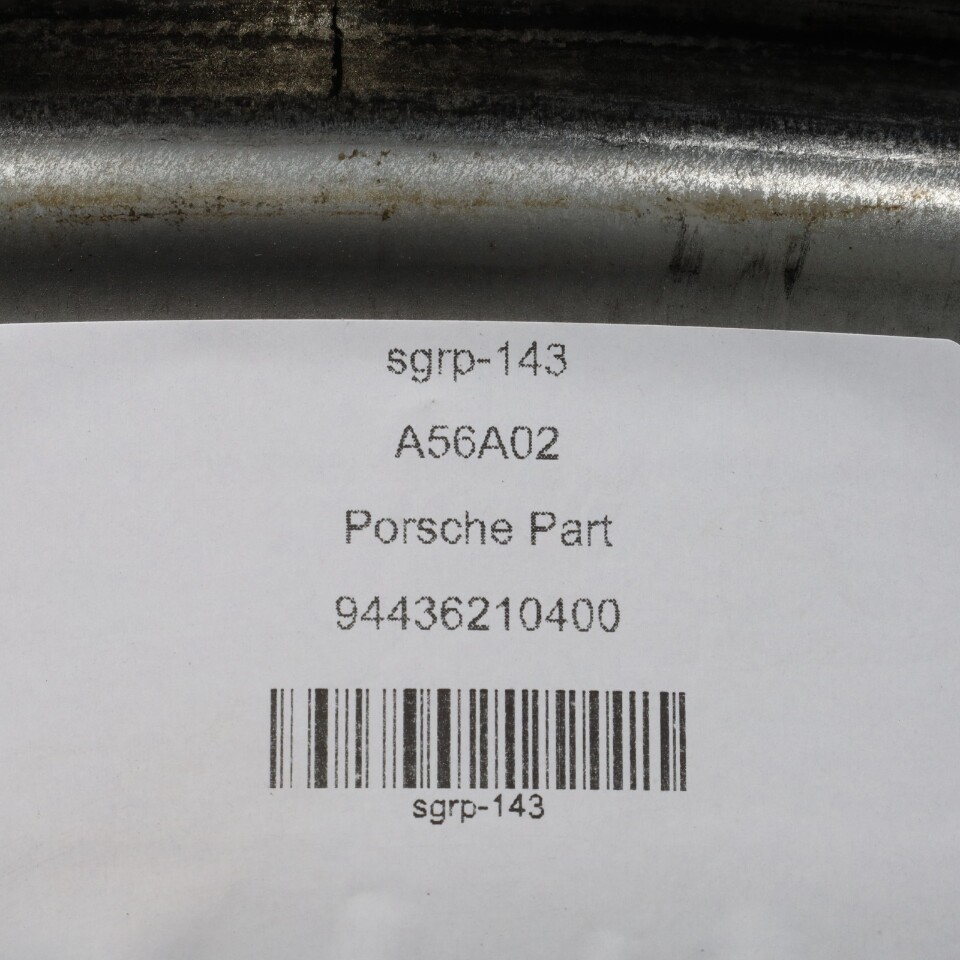 sgrp-143
A56A02
Porsche Part
94436210400
sgrp-143